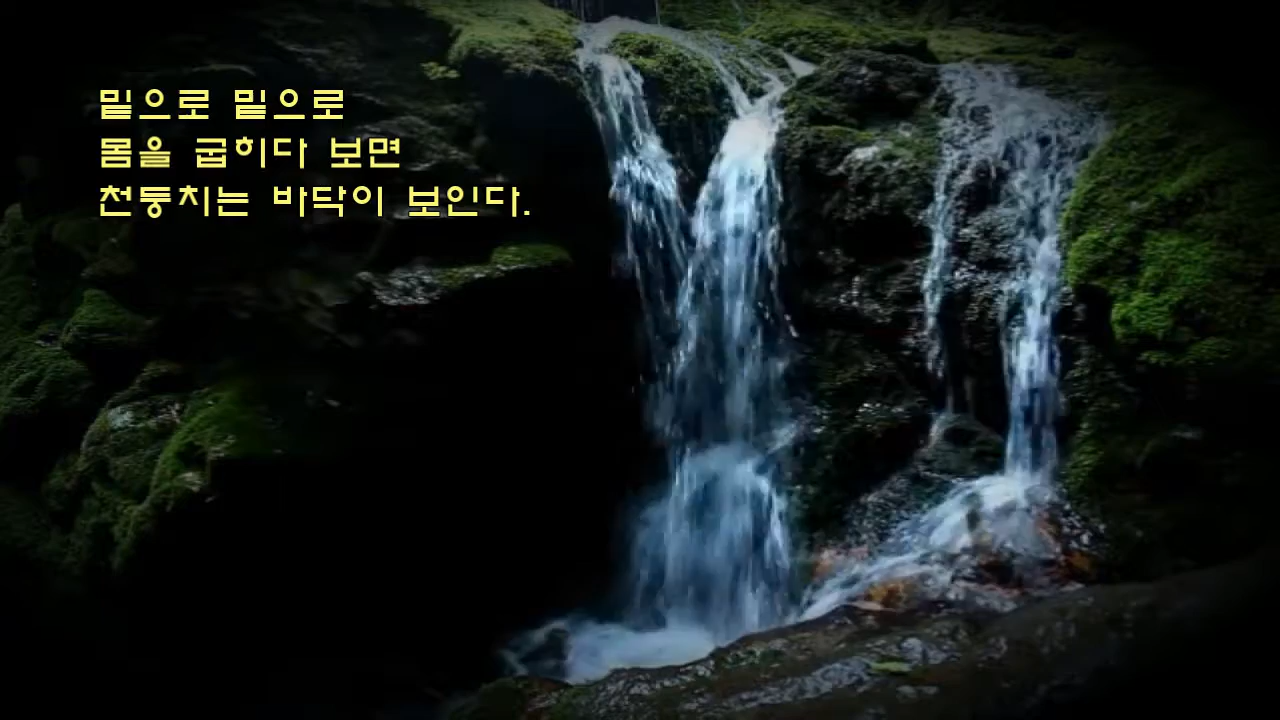 밑으로 밑으로
몸을 굽히다 보면
천둥치는 바닥이 보인다.